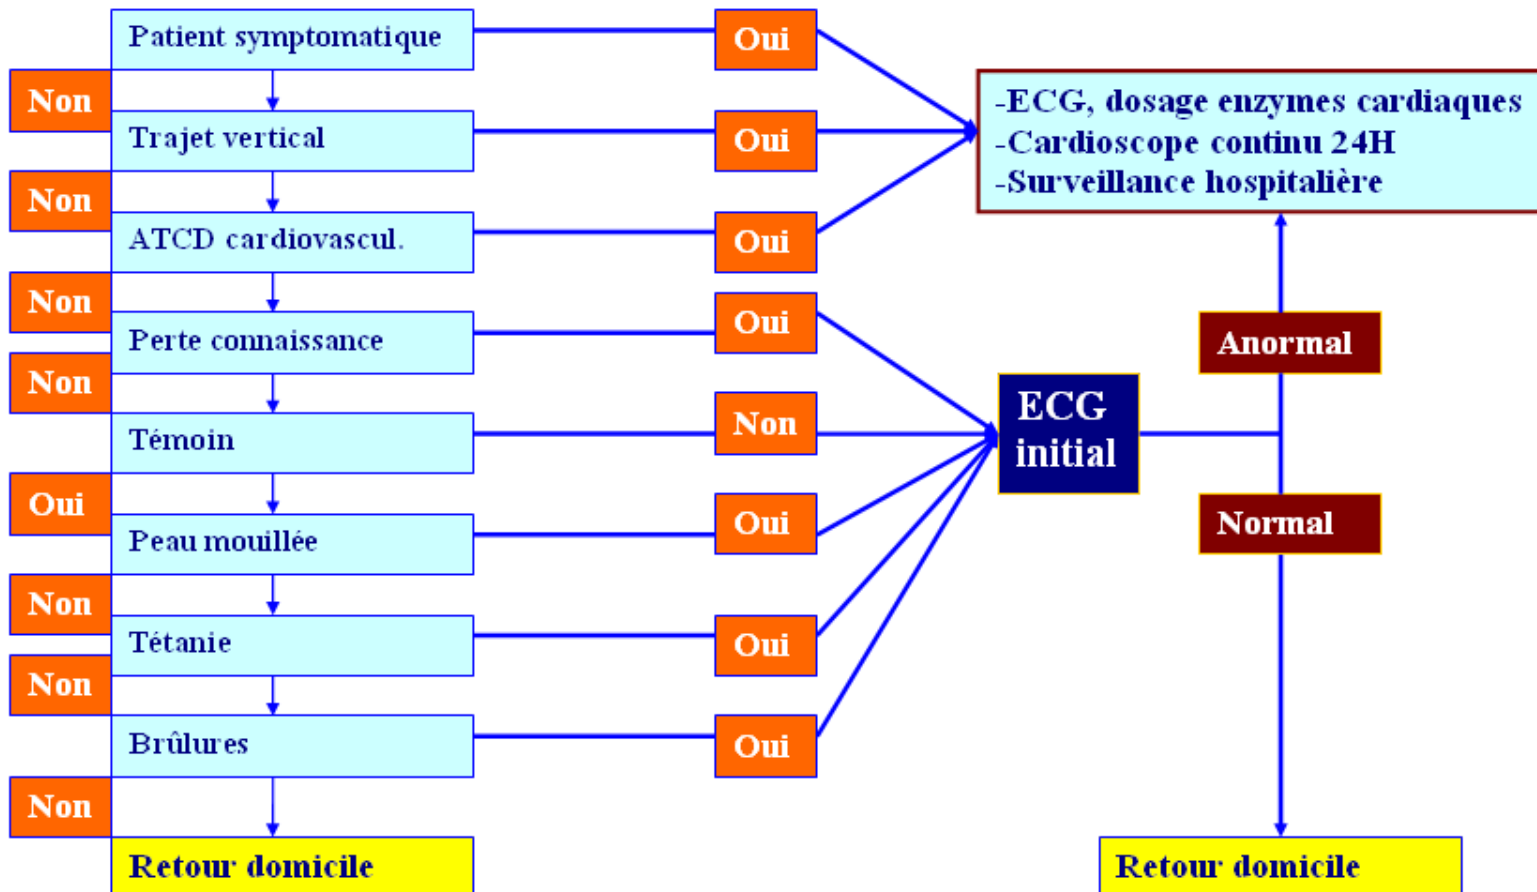 Patient symptomatique
Oui
Non
-ECG, dosage enzymes cardiaques
-Cardioscope continu 24H
-Surveillance hospitalière
Trajet vertical
Oui
Non
ATCD cardiovascul.
Oui
Non
Perte connaissance
Oui
Anormal
Non
Témoin
Non
ECG
initial
Oui
Peau mouillée
Oui
Normal
Non
Tétanie
Oui
Non
Brûlures
Oui
Non
Retour domicile
Retour domicile